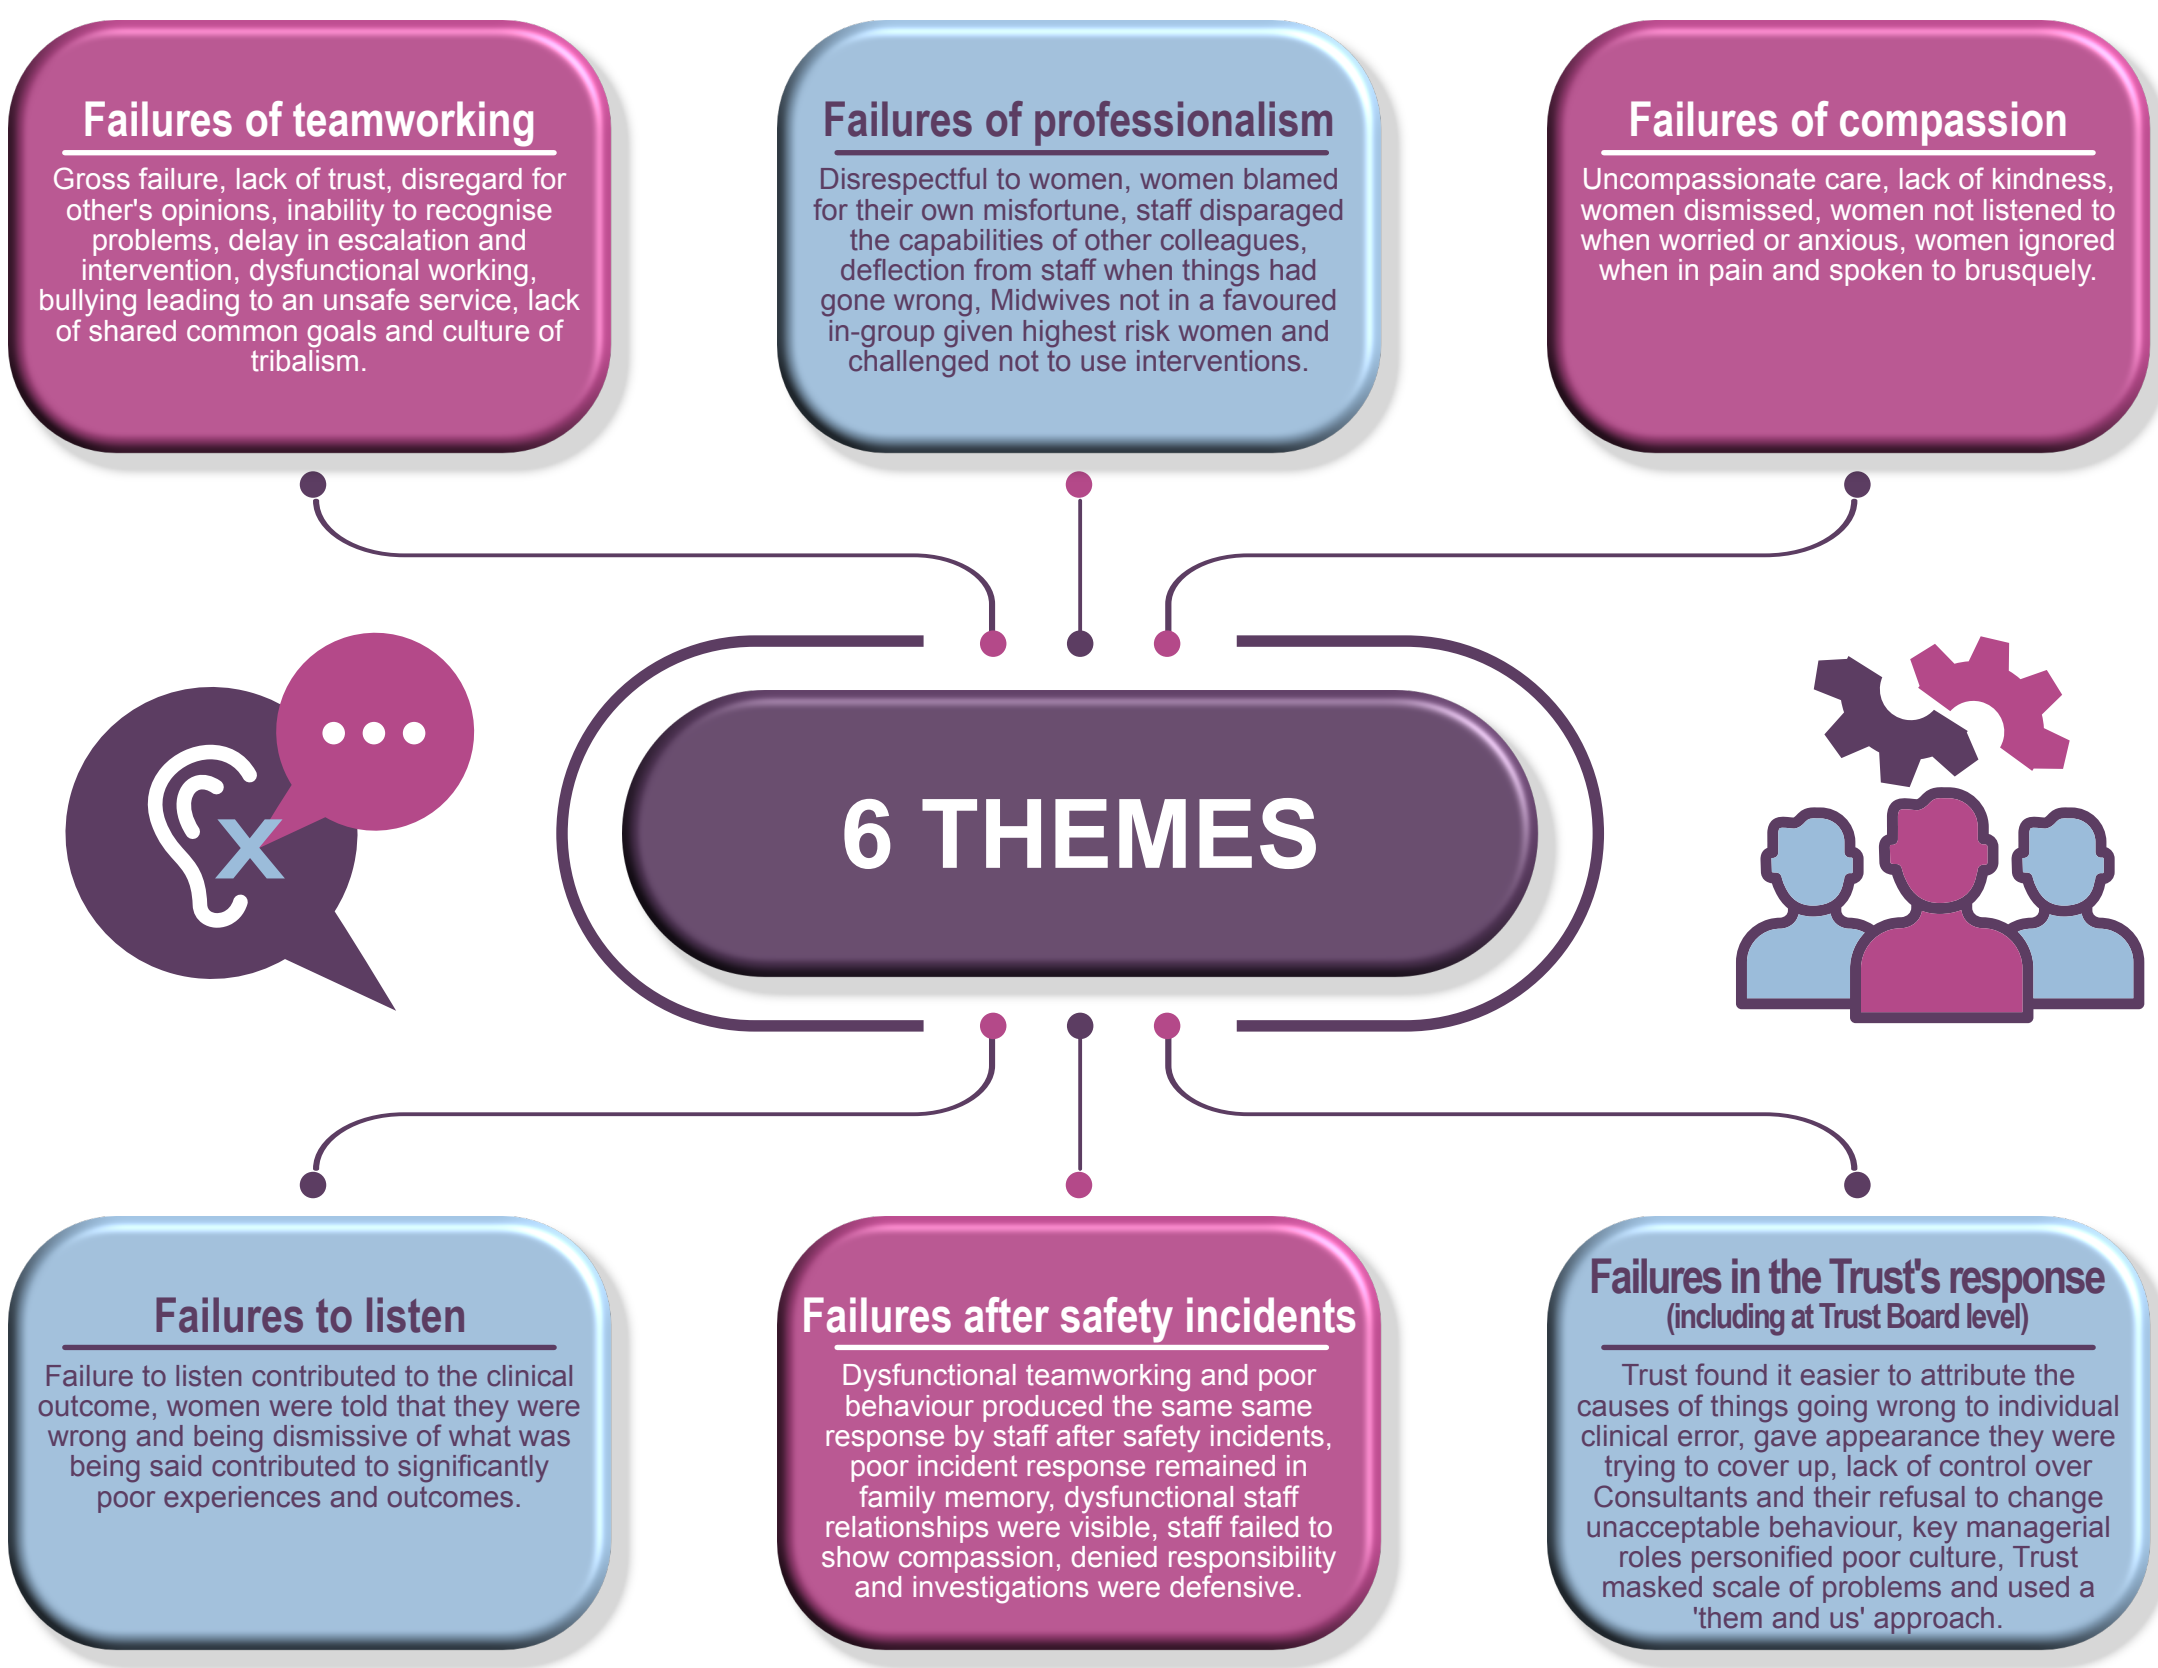 Failures of teamworking
Gross failure, lack of trust, disregard for
other's opinions, inability to recognise
problems, delay in escalation and
intervention, dysfunctional working,
bullying leading to an unsafe service, lack
of shared common goals and culture of
tribalism.
Failures of professionalism
Disrespectful to women, women blamed
for their own misfortune, staff disparaged
the capabilities of other colleagues,
deflection from staff when things had
gone wrong, Midwives not in a favoured
in-group given highest risk women and
challenged not to use interventions.
Failures of compassion
Uncompassionate care, lack of kindness,
women dismissed, women not listened to
when worried or anxious, women ignored
when in pain and spoken to brusquely.
x
6 THEMES
Failures to listen
Failure to listen contributed to the clinical
outcome, women were told that they were
wrong and being dismissive of what was
being said contributed to significantly
poor experiences and outcomes.
Failures after safety incidents
Dysfunctional teamworking and poor
behaviour produced the same same
response by staff after safety incidents,
poor incident response remained in
family memory, dysfunctional staff
relationships were visible, staff failed to
show compassion, denied responsibility
and investigations were defensive.
Failures in the Trust's response
(including at Trust Board level)
Trust found it easier to attribute the
causes of things going wrong to individual
clinical error, gave appearance they were
trying to cover up, lack of control over
Consultants and their refusal to change
unacceptable behaviour, key managerial
roles personified poor culture, Trust
masked scale of problems and used a
'them and us' approach.